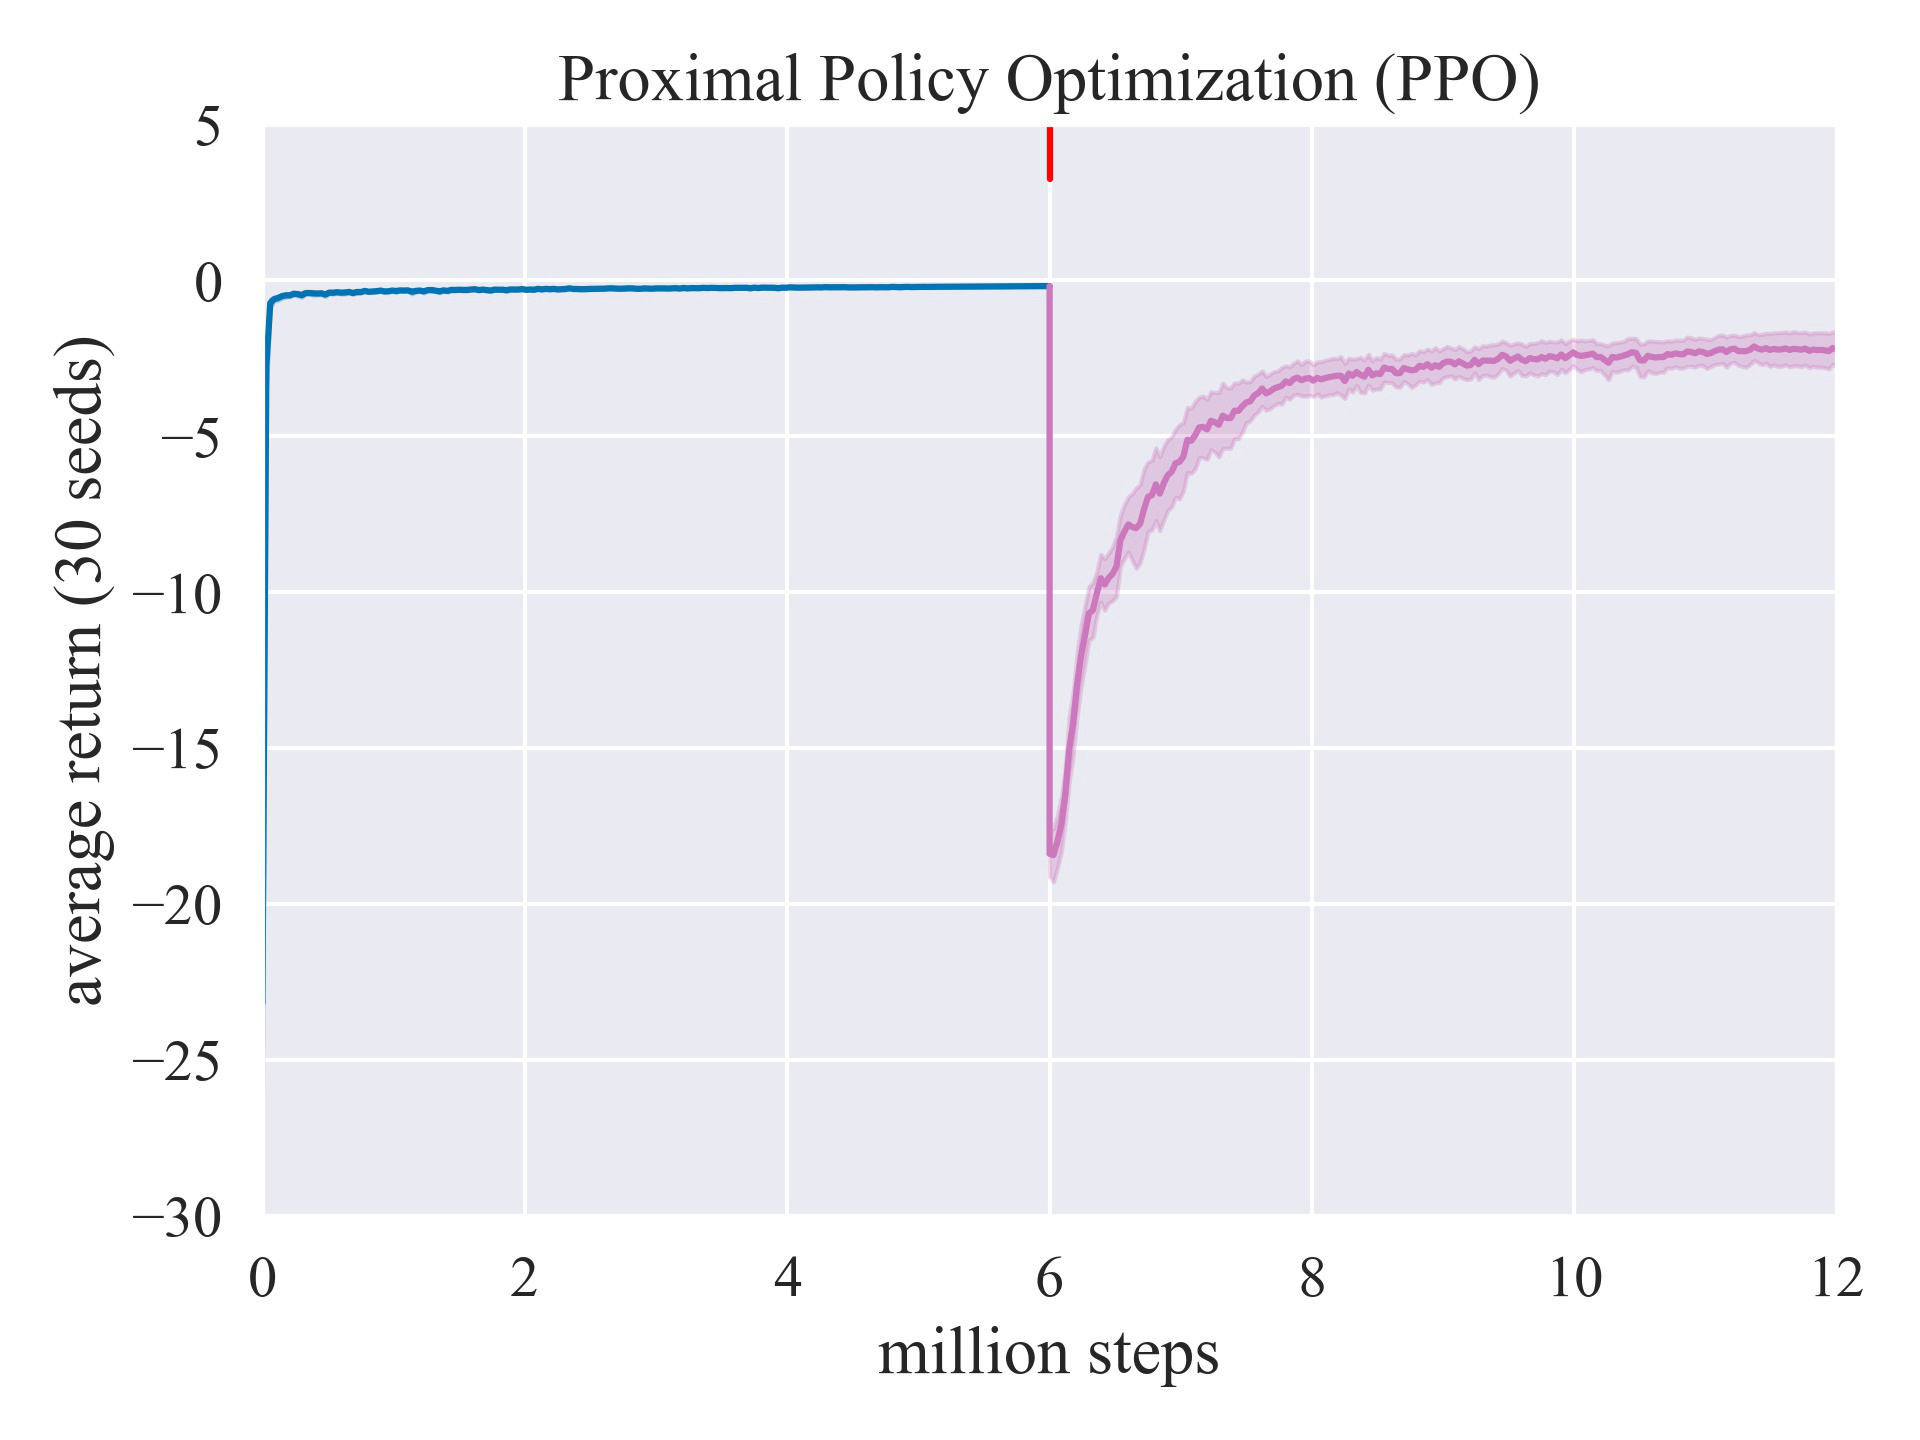 Proximal Policy Optimization (PPO)
5
0
−5
−10
−15
−20
−25
−30
average return (30 seeds)
0 2 4 6 8 10 12
million steps